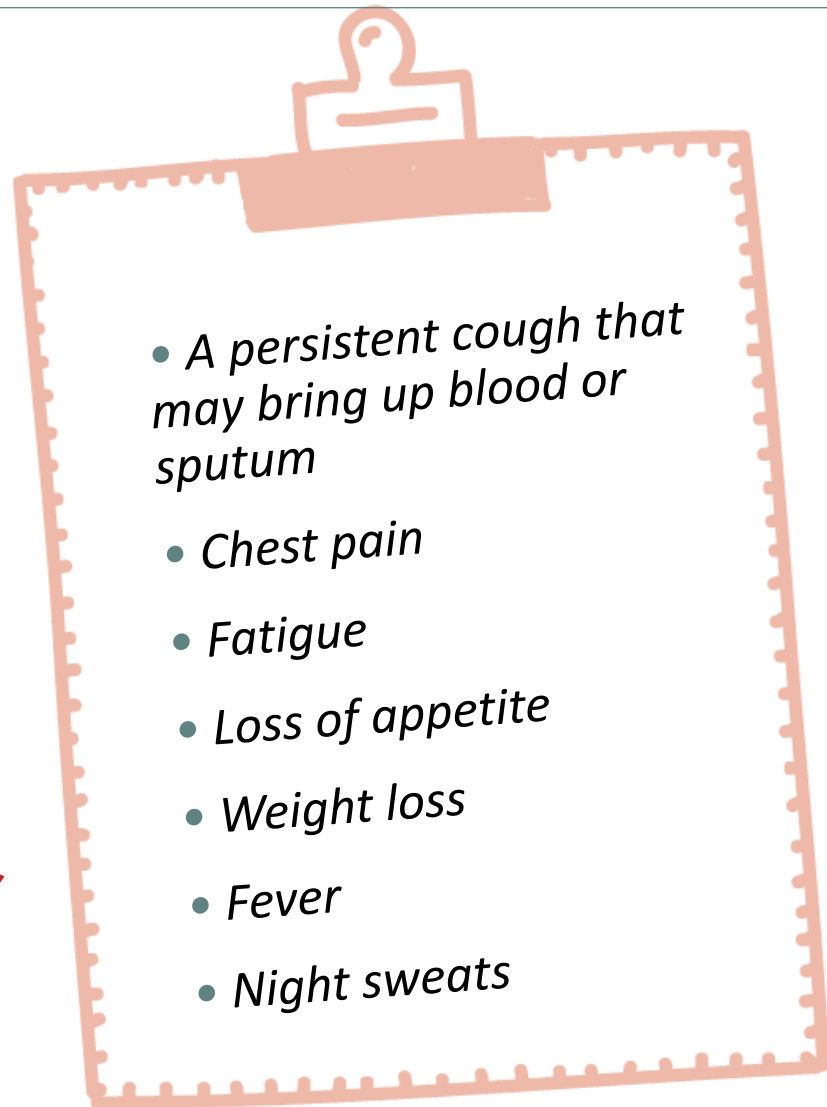 • A persistent cough that
may bring up blood or
sputum
• Chest pain
• Fatigue
• Loss of appetite
• Weight loss
• Fever
• Night sweats